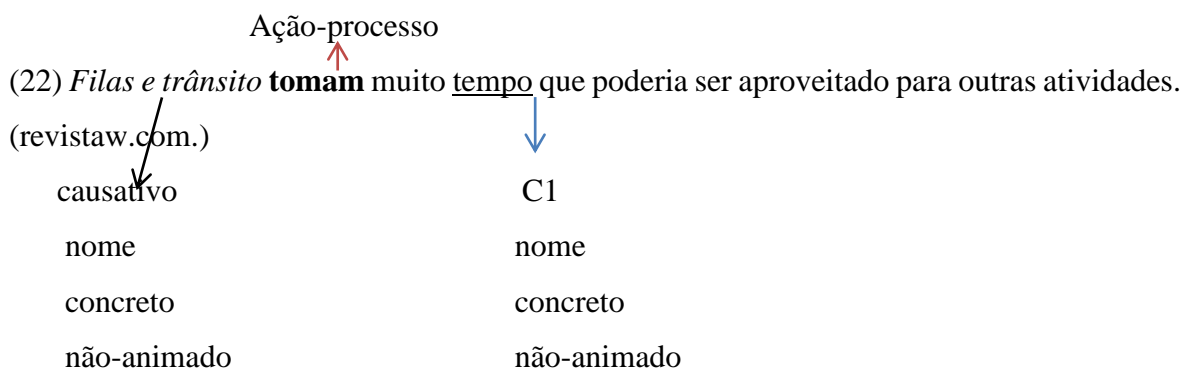 Ação-processo
(22) Filas e trânsito tomam muito tempo que poderia ser aproveitado para outras atividades.
(revistaw.com.)
causativo C1
nome nome
concreto concreto
não-animado não-animado